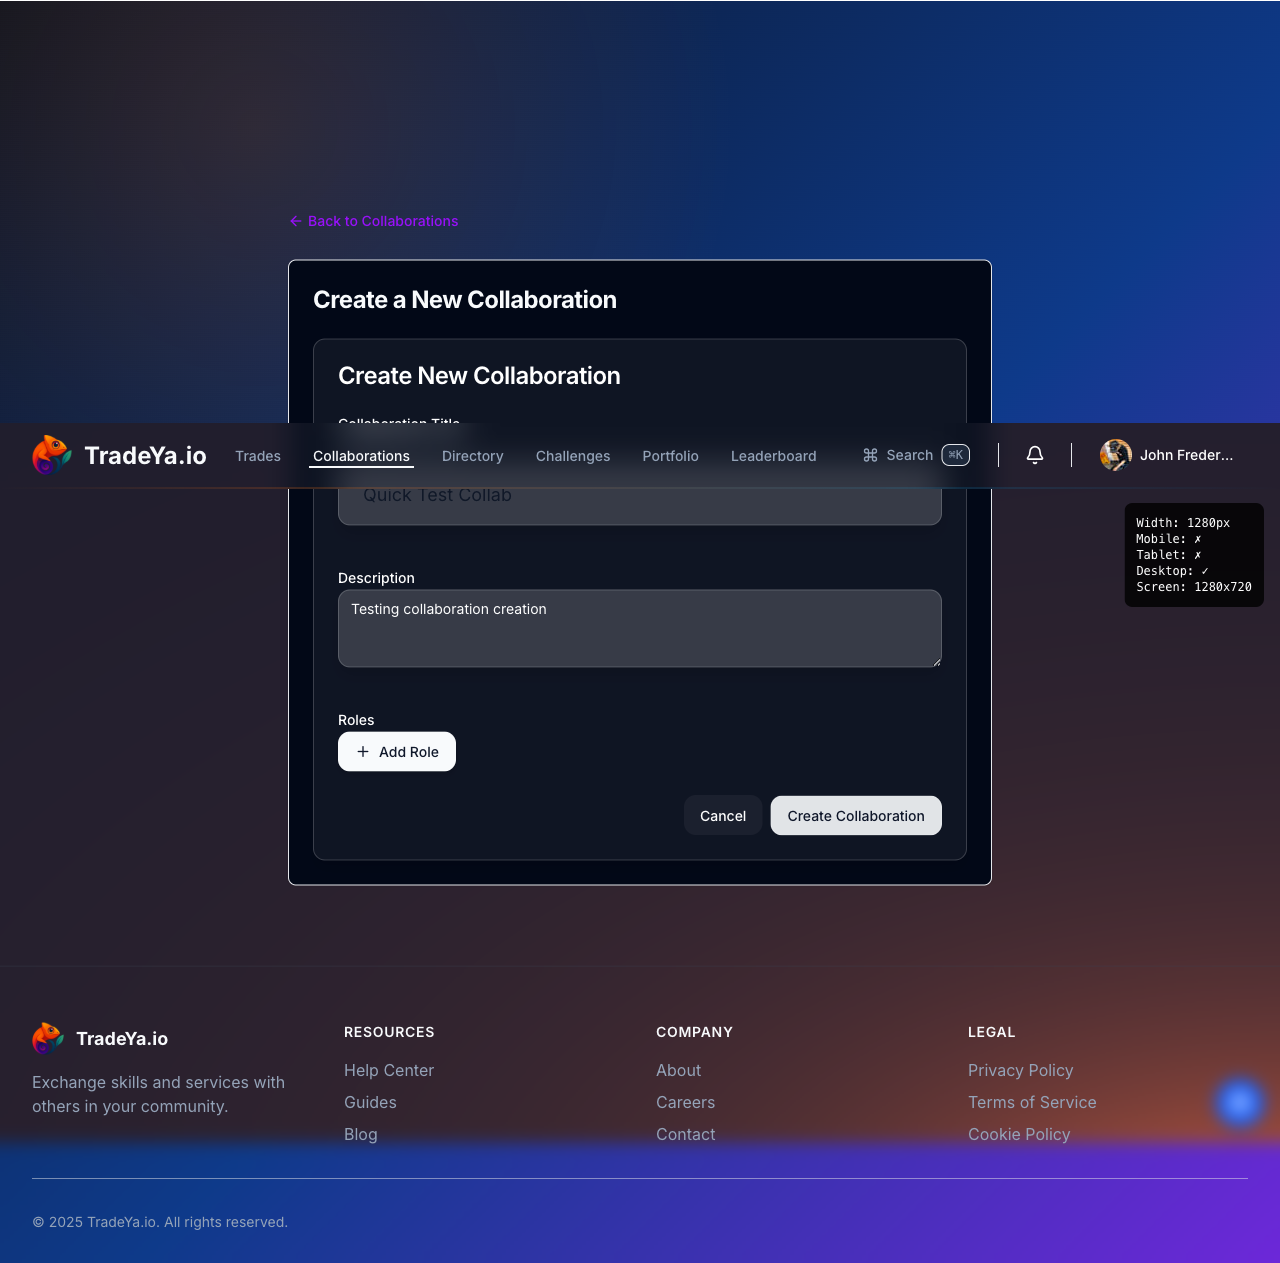 ← Back to Collaborations
Create a New Collaboration
Create New Collaboration
Collaboration Title
TradeYa.io
Trades
Collaborations
Directory
Challenges
Portfolio
Leaderboard
Search
⌘K
John Freder...
Quick Test Collab
Width: 1280px
Mobile: ✗
Tablet: ✗
Desktop: ✓
Screen: 1280x720
Description
Testing collaboration creation
Roles
+ Add Role
Cancel
Create Collaboration
TradeYa.io
Exchange skills and services with
others in your community.
RESOURCES
Help Center
Guides
Blog
COMPANY
About
Careers
Contact
LEGAL
Privacy Policy
Terms of Service
Cookie Policy
© 2025 TradeYa.io. All rights reserved.